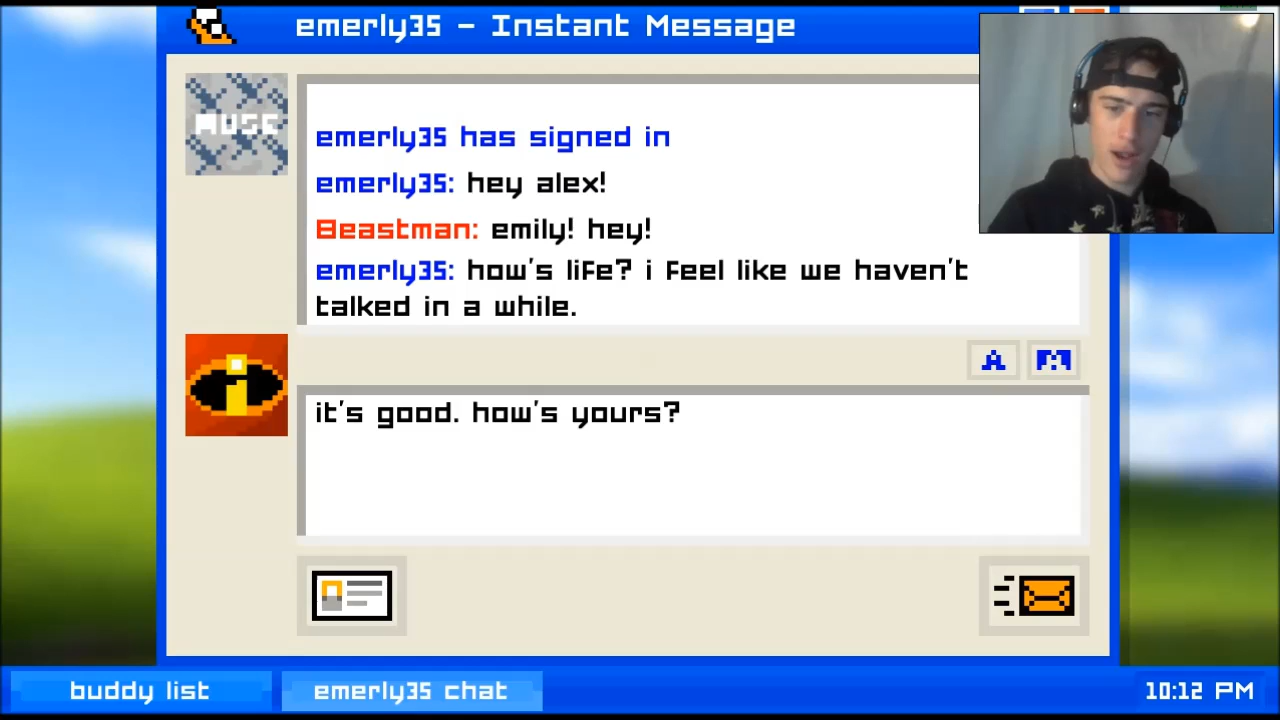 emerly35 - Instant Message
MUSE
emerly35 has signed in
emerly35: hey alex!
Beastman: emily! hey!
emerly35: how's life? i feel like we haven't
talked in a while.
A M
it's good. how's yours?
buddy list
emerly35 chat
10:12 PM